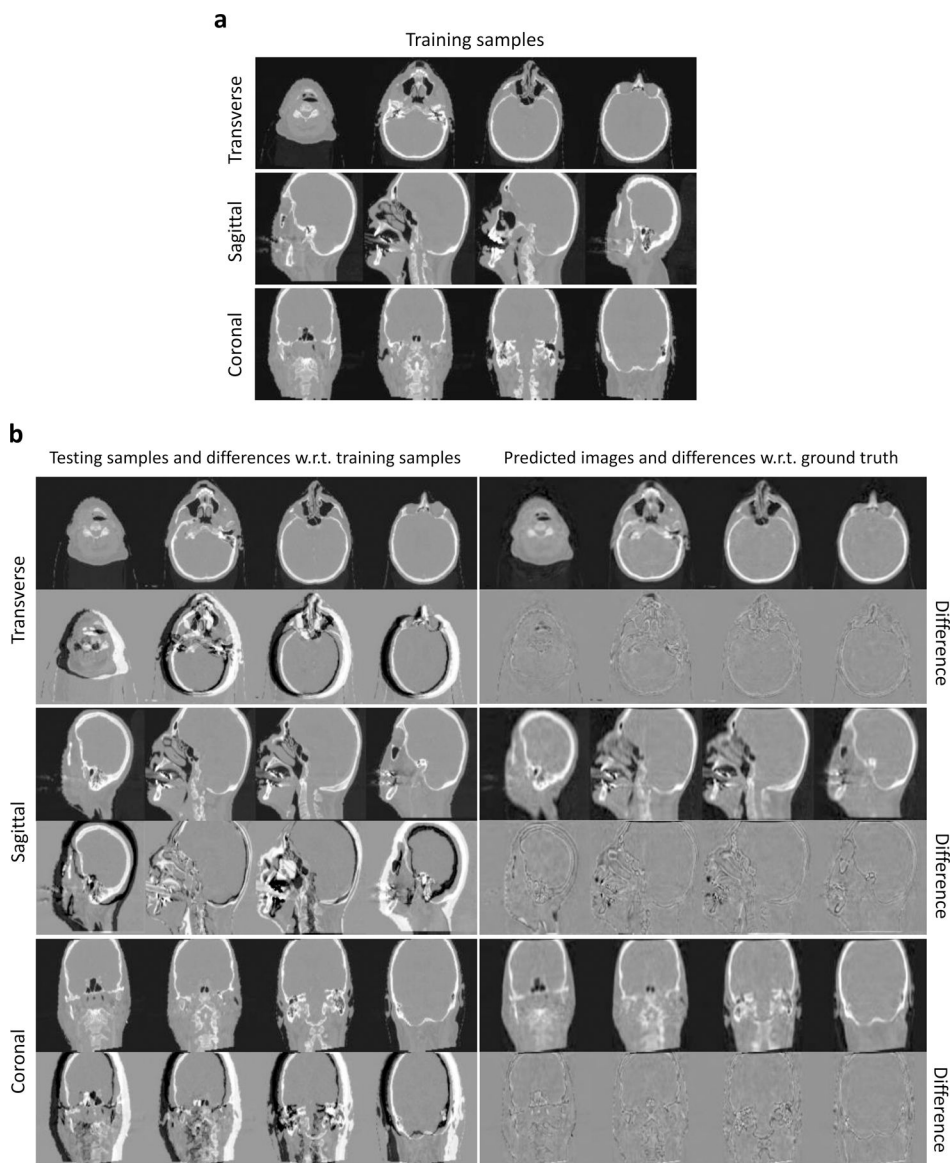 a
Training samples
Transverse
Sagittal
Coronal
b
Testing samples and differences w.r.t. training samples
Predicted images and differences w.r.t. ground truth
Transverse
Difference
Sagittal
Difference
Coronal
Difference